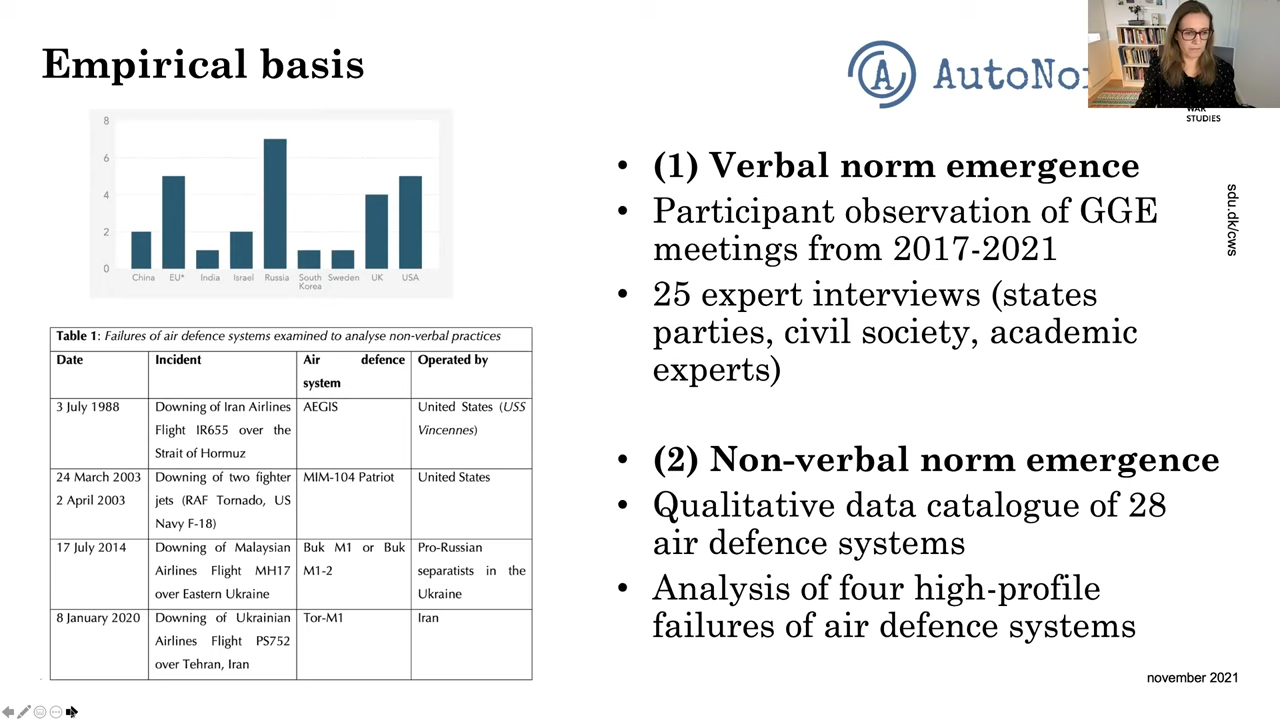 Empirical basis
A
WAR
STUDIES
sdu.dk/cws
8
6
4
2
0
China EU* India Israel Russia South Korea Sweden UK USA
Table 1: Failures of air defence systems examined to analyse non-verbal practices
Date Incident Air defence system Operated by
3 July 1988 Downing of Iran Airlines Flight IR655 over the Strait of Hormuz AEGIS United States (USS Vincennes)
24 March 2003 2 April 2003 Downing of two fighter jets (RAF Tornado, US Navy F-18) MIM-104 Patriot United States
17 July 2014 Downing of Malaysian Airlines Flight MH17 over Eastern Ukraine Buk M1 or Buk M1-2 Pro-Russian separatists in the Ukraine
8 January 2020 Downing of Ukrainian Airlines Flight PS752 over Tehran, Iran Tor-M1 Iran
• (1) Verbal norm emergence
• Participant observation of GGE
meetings from 2017-2021
• 25 expert interviews (states
parties, civil society, academic
experts)
• (2) Non-verbal norm emergence
• Qualitative data catalogue of 28
air defence systems
• Analysis of four high-profile
failures of air defence systems
november 2021